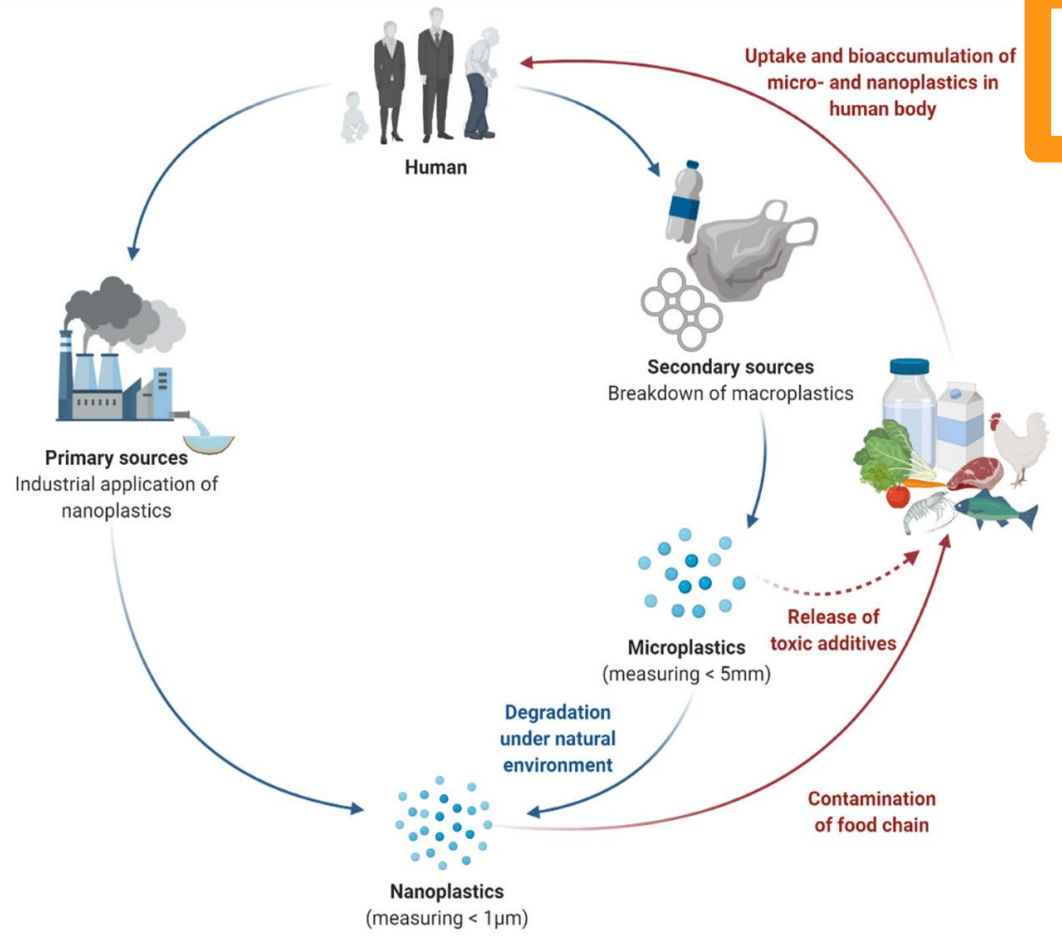 Uptake and bioaccumulation of
micro- and nanoplastics in
human body
Human
Secondary sources
Breakdown of macroplastics
Primary sources
Industrial application of
nanoplastics
Release of
toxic additives
Microplastics
(measuring < 5mm)
Degradation
under natural
environment
Contamination
of food chain
Nanoplastics
(measuring < 1µm)